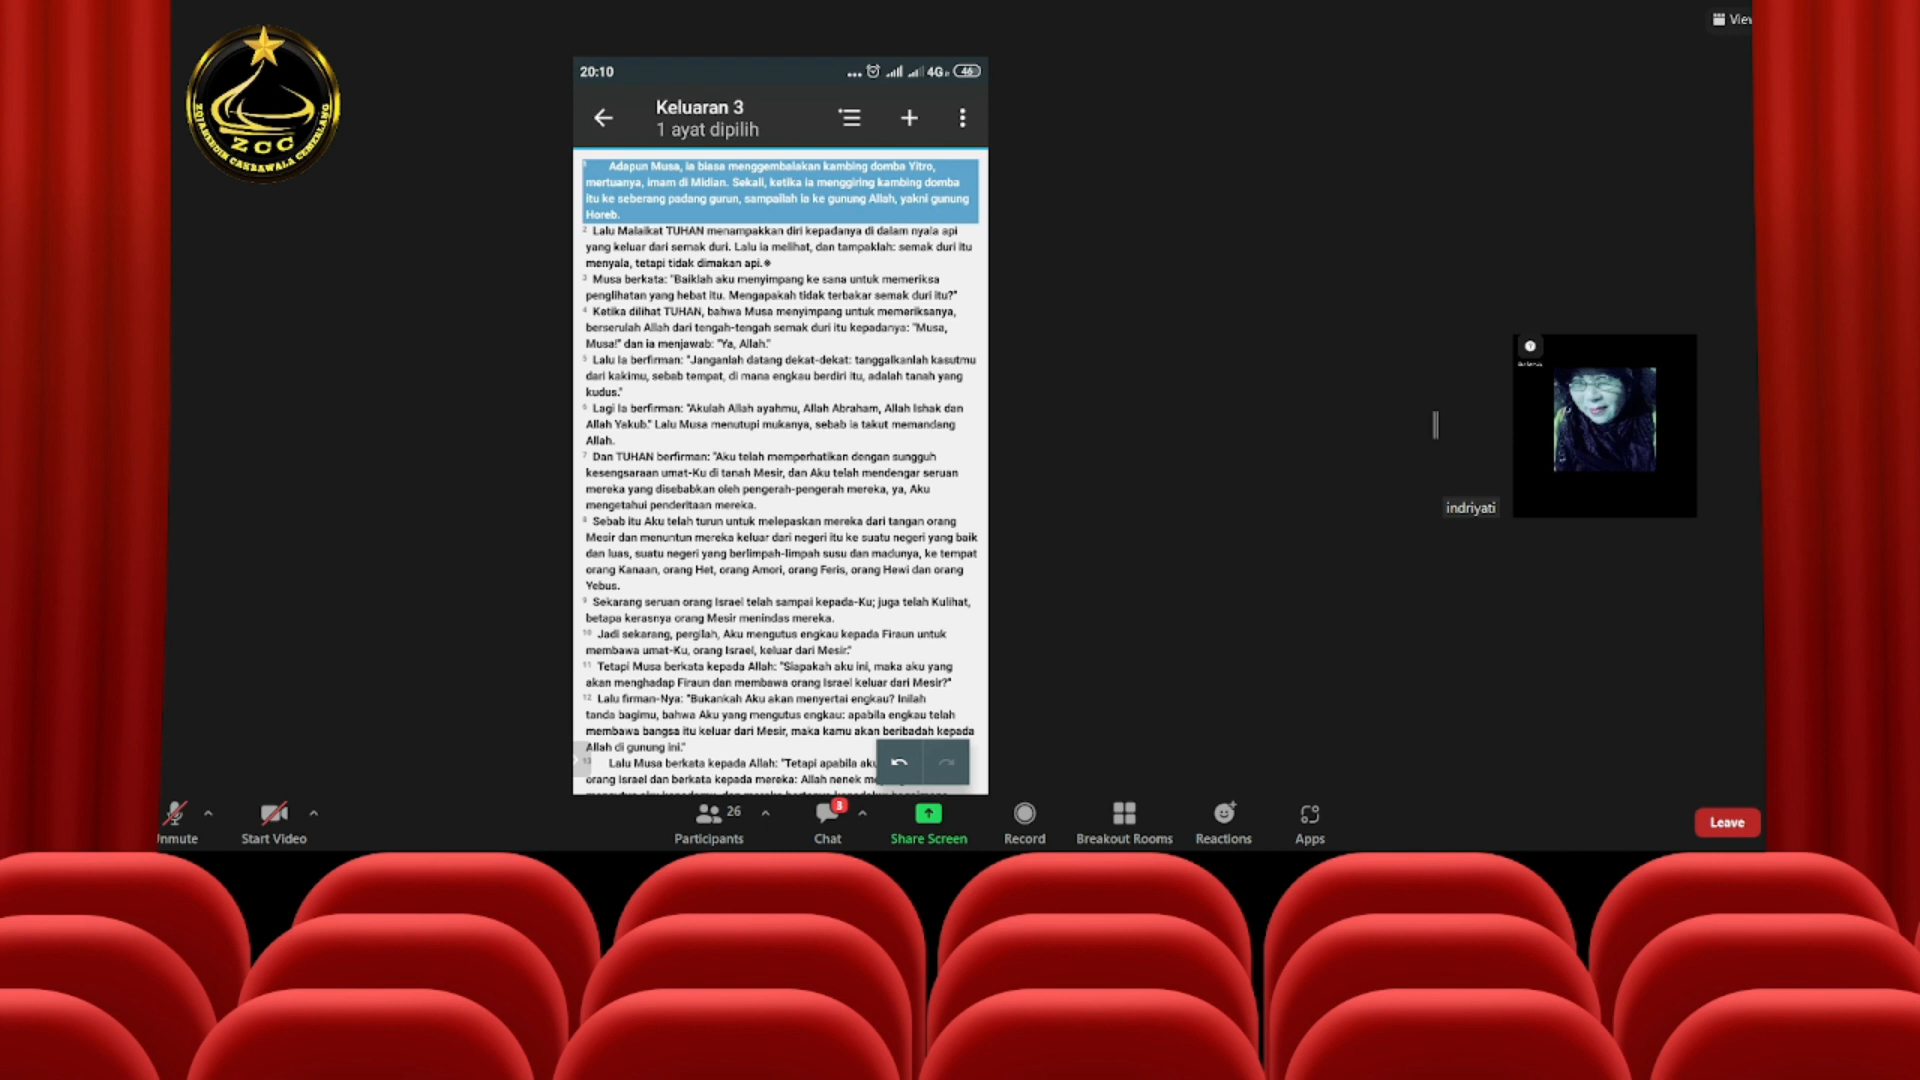 View
ZCC
ZQIANREDIN CAKRAWALA CEMERLANG
20:10
4G
46
Keluaran 3
1 ayat dipilih
1 Adapun Musa, ia biasa menggembalakan kambing domba Yitro,
mertuanya, imam di Midian. Sekali, ketika ia menggiring kambing domba
itu ke seberang padang gurun, sampailah ia ke gunung Allah, yakni gunung
Horeb.
2 Lalu Malaikat TUHAN menampakkan diri kepadanya di dalam nyala api
yang keluar dari semak duri. Lalu ia melihat, dan tampaklah: semak duri itu
menyala, tetapi tidak dimakan api.
3 Musa berkata: "Baiklah aku menyimpang ke sana untuk memeriksa
penglihatan yang hebat itu. Mengapakah tidak terbakar semak duri itu?"
4 Ketika dilihat TUHAN, bahwa Musa menyimpang untuk memeriksanya,
berserulah Allah dari tengah-tengah semak duri itu kepadanya: "Musa,
Musa!" dan ia menjawab: "Ya, Allah."
5 Lalu Ia berfirman: "Janganlah datang dekat-dekat: tanggalkanlah kasutmu
dari kakimu, sebab tempat, di mana engkau berdiri itu, adalah tanah yang
kudus."
6 Lagi Ia berfirman: "Akulah Allah ayahmu, Allah Abraham, Allah Ishak dan
Allah Yakub." Lalu Musa menutupi mukanya, sebab ia takut memandang
Allah.
7 Dan TUHAN berfirman: "Aku telah memperhatikan dengan sungguh
kesengsaraan umat-Ku di tanah Mesir, dan Aku telah mendengar seruan
mereka yang disebabkan oleh pengerah-pengerah mereka, ya, Aku
mengetahui penderitaan mereka.
8 Sebab itu Aku telah turun untuk melepaskan mereka dari tangan orang
Mesir dan menuntun mereka keluar dari negeri itu ke suatu negeri yang baik
dan luas, suatu negeri yang berlimpah-limpah susu dan madunya, ke tempat
orang Kanaan, orang Het, orang Amori, orang Feris, orang Hewi dan orang
Yebus.
9 Sekarang seruan orang Israel telah sampai kepada-Ku; juga telah Kulihat,
betapa kerasnya orang Mesir menindas mereka.
10 Jadi sekarang, pergilah, Aku mengutus engkau kepada Firaun untuk
membawa umat-Ku, orang Israel, keluar dari Mesir."
11 Tetapi Musa berkata kepada Allah: "Siapakah aku ini, maka aku yang
akan menghadap Firaun dan membawa orang Israel keluar dari Mesir?"
12 Lalu firman-Nya: "Bukankah Aku akan menyertai engkau? Inilah
tanda bagimu, bahwa Aku yang mengutus engkau: apabila engkau telah
membawa bangsa itu keluar dari Mesir, maka kamu akan beribadah kepada
Allah di gunung ini."
13 Lalu Musa berkata kepada Allah: "Tetapi apabila aku
orang Israel dan berkata kepada mereka: Allah nenek
indriyati
Unmute
Start Video
26
Participants
3
Chat
Share Screen
Record
Breakout Rooms
Reactions
Apps
Leave